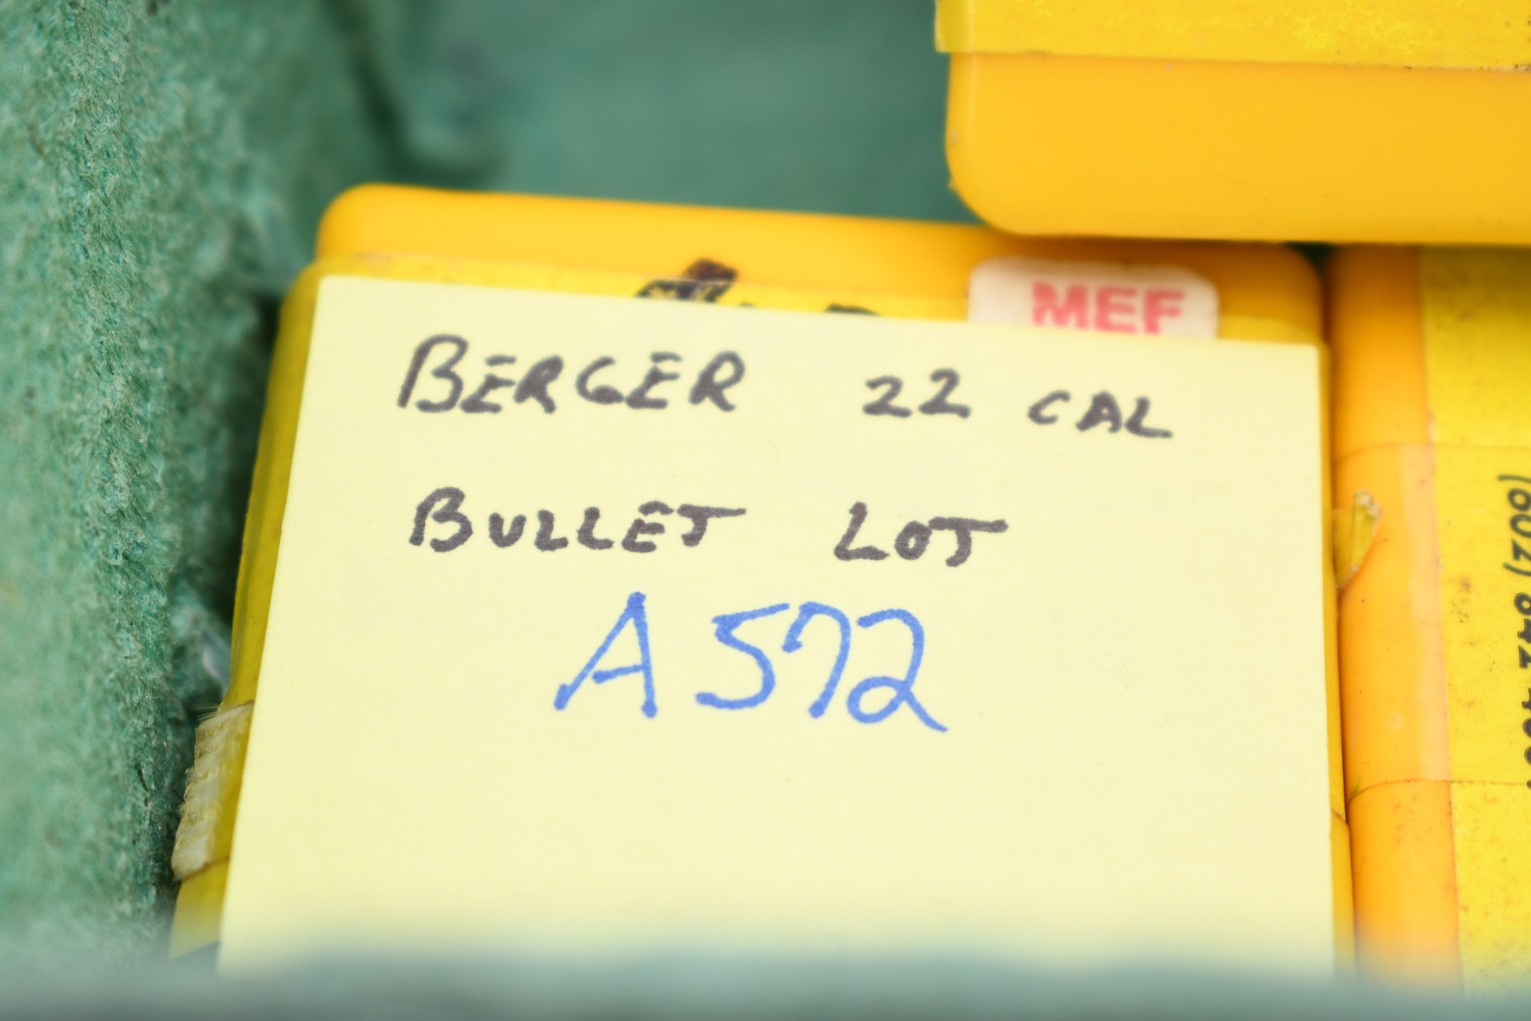 MEF
BERGER 22 CAL
BULLET LOT
A572